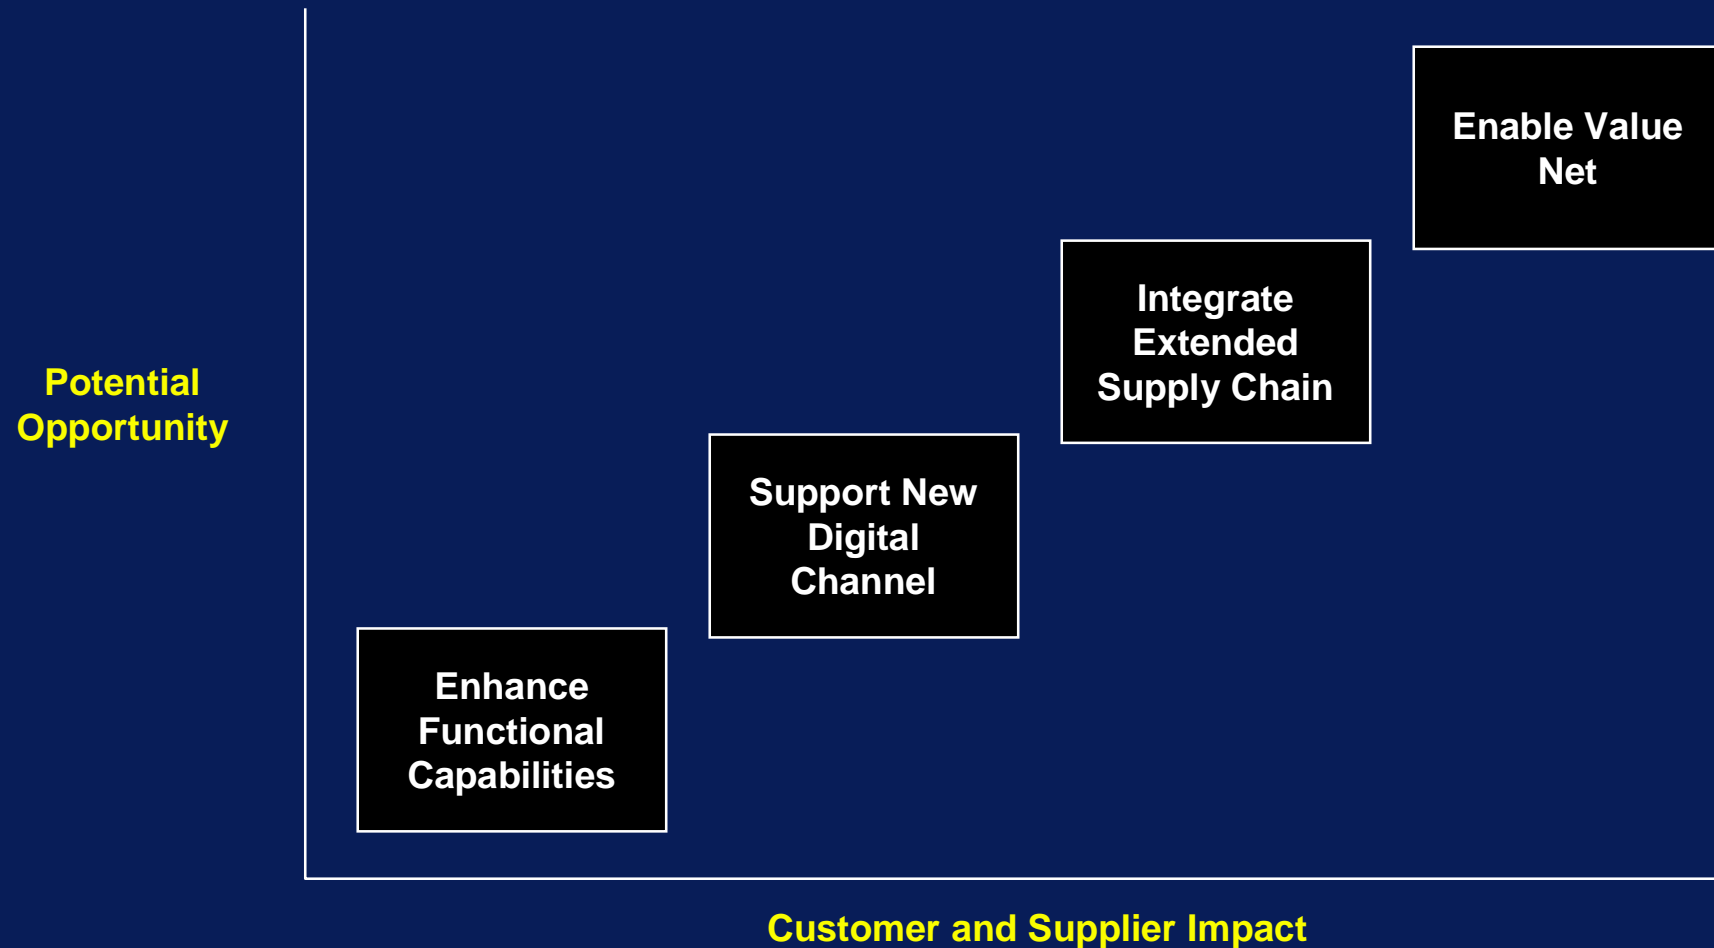 Enable Value
Net
Integrate
Extended
Supply Chain
Potential
Opportunity
Support New
Digital
Channel
Enhance
Functional
Capabilities
Customer and Supplier Impact